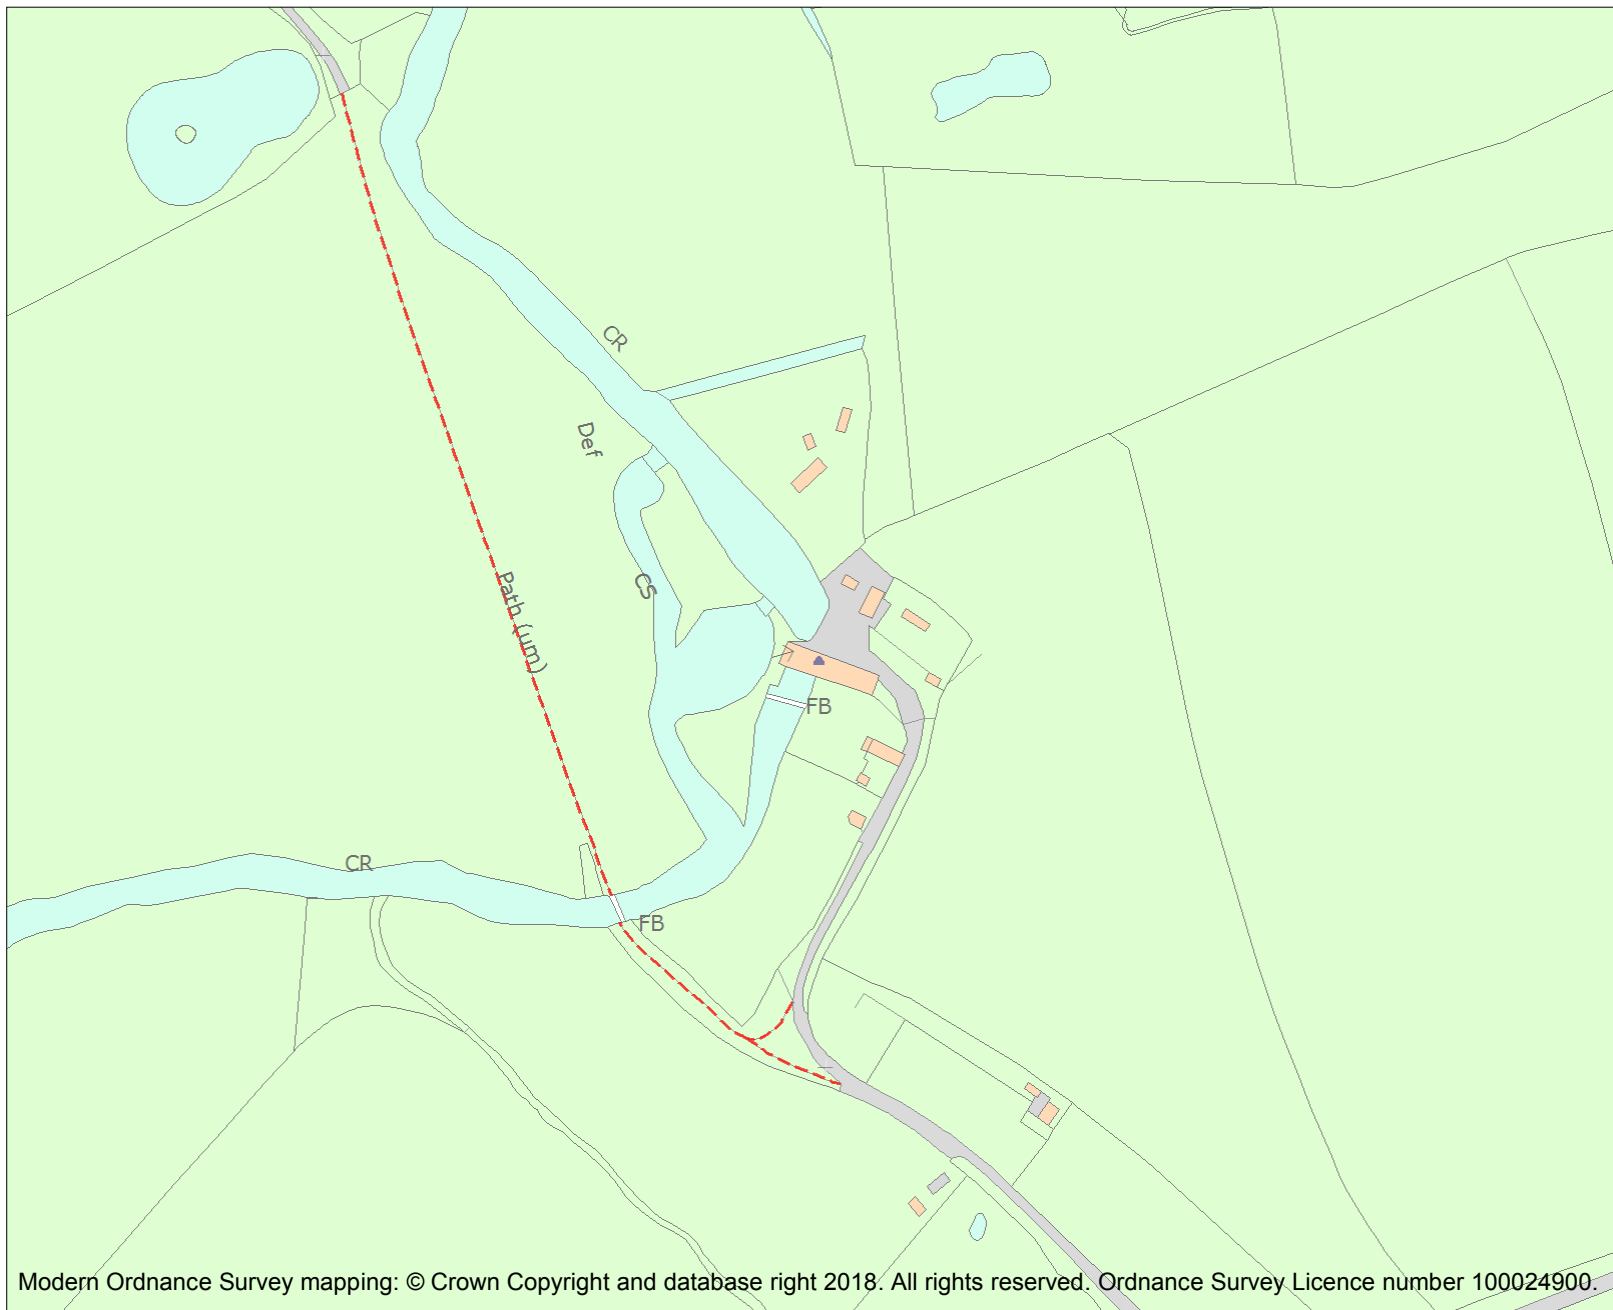 CR
Def
CS
Path (um)
FB
CR
FB
Modern Ordnance Survey mapping: © Crown Copyright and database right 2018. All rights reserved. Ordnance Survey Licence number 100024900.